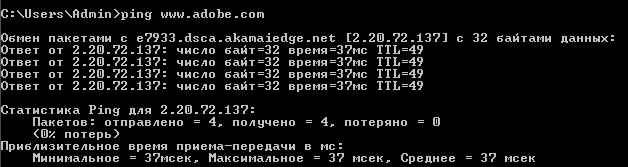 C:\Users\Admin>ping www.adobe.com
Обмен пакетами с e7933.dsca.akamaiedge.net [2.20.72.137] с 32 байтами данных:
Ответ от 2.20.72.137: число байт=32 время=37мс TTL=49
Ответ от 2.20.72.137: число байт=32 время=37мс TTL=49
Ответ от 2.20.72.137: число байт=32 время=37мс TTL=49
Ответ от 2.20.72.137: число байт=32 время=37мс TTL=49
Статистика Ping для 2.20.72.137:
Пакетов: отправлено = 4, получено = 4, потеряно = 0
(0% потерь)
Приблизительное время приема-передачи в мс:
Минимальное = 37мсек, Максимальное = 37 мсек, Среднее = 37 мсек